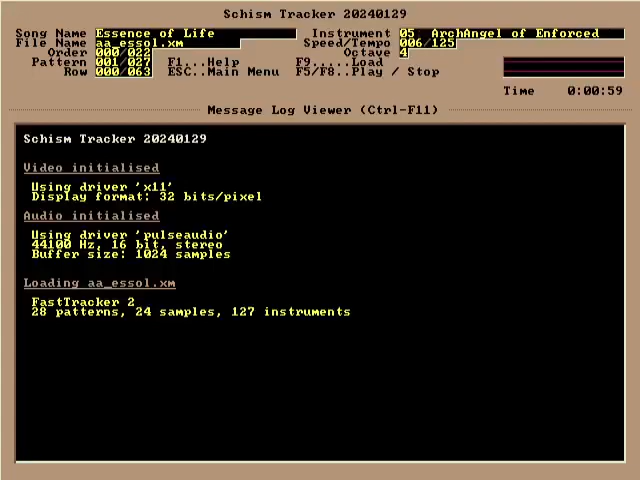 Schism Tracker 20240129
Song Name Essence of Life Instrument 05 ArchAngel of Enforced
File Name aa_essol.xm Speed/Tempo 006/125
Order 000/022 Octave 4
Pattern 001/027 F1...Help F9.....Load
Row 000/063 ESC..Main Menu F5/F8..Play / Stop
Time 0:00:59
Message Log Viewer (Ctrl-F11)
Schism Tracker 20240129
Video initialised
Using driver 'x11'
Display format: 32 bits/pixel
Audio initialised
Using driver 'pulseaudio'
44100 Hz, 16 bit, stereo
Buffer size: 1024 samples
Loading aa_essol.xm
FastTracker 2
28 patterns, 24 samples, 127 instruments